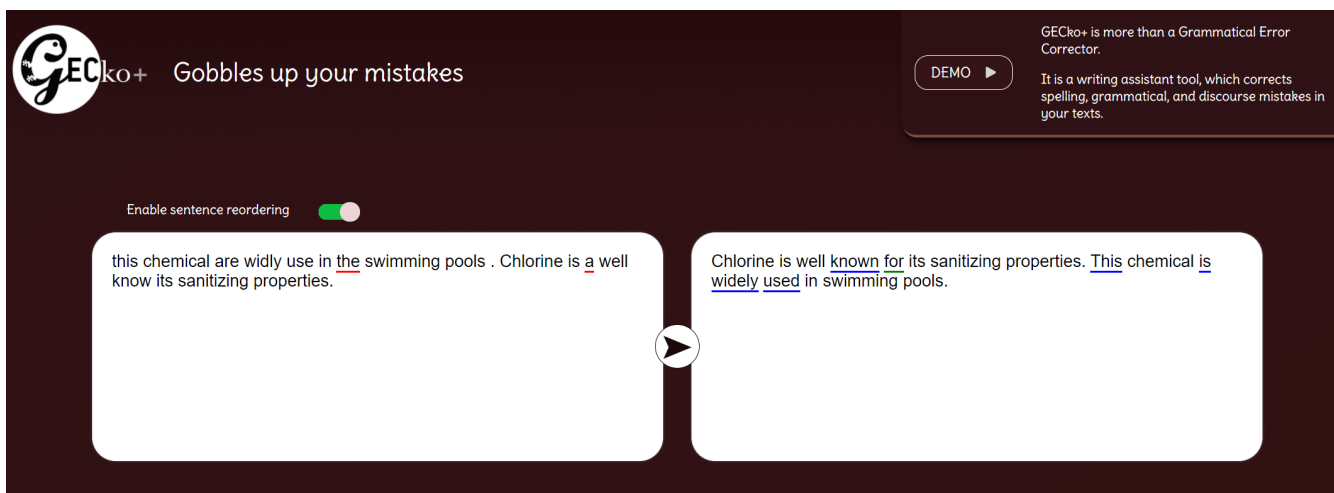 GECko+ Gobbles up your mistakes
DEMO
GECko+ is more than a Grammatical Error
Corrector.
It is a writing assistant tool, which corrects
spelling, grammatical, and discourse mistakes in
your texts.
Enable sentence reordering
this chemical are widly use in the swimming pools . Chlorine is a well
know its sanitizing properties.
Chlorine is well known for its sanitizing properties. This chemical is
widely used in swimming pools.